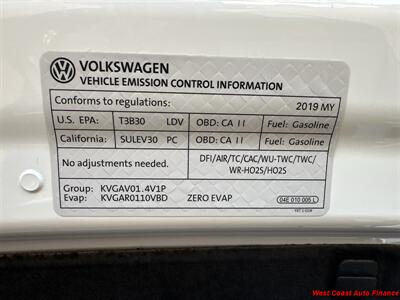 VOLKSWAGEN
VEHICLE EMISSION CONTROL INFORMATION
Conforms to regulations: 2019 MY
U.S. EPA: T3B30 LDV OBD: CA II Fuel: Gasoline
California: SULEV30 PC OBD: CA II Fuel: Gasoline
No adjustments needed.
DFI/AIR/TC/CAC/WU-TWC/TWC/
WR-HO2S/HO2S
Group: KVGAV01.4V1P
Evap: KVGAR0110VBD ZERO EVAP
04E 010 005 L
West Coast Auto Finance